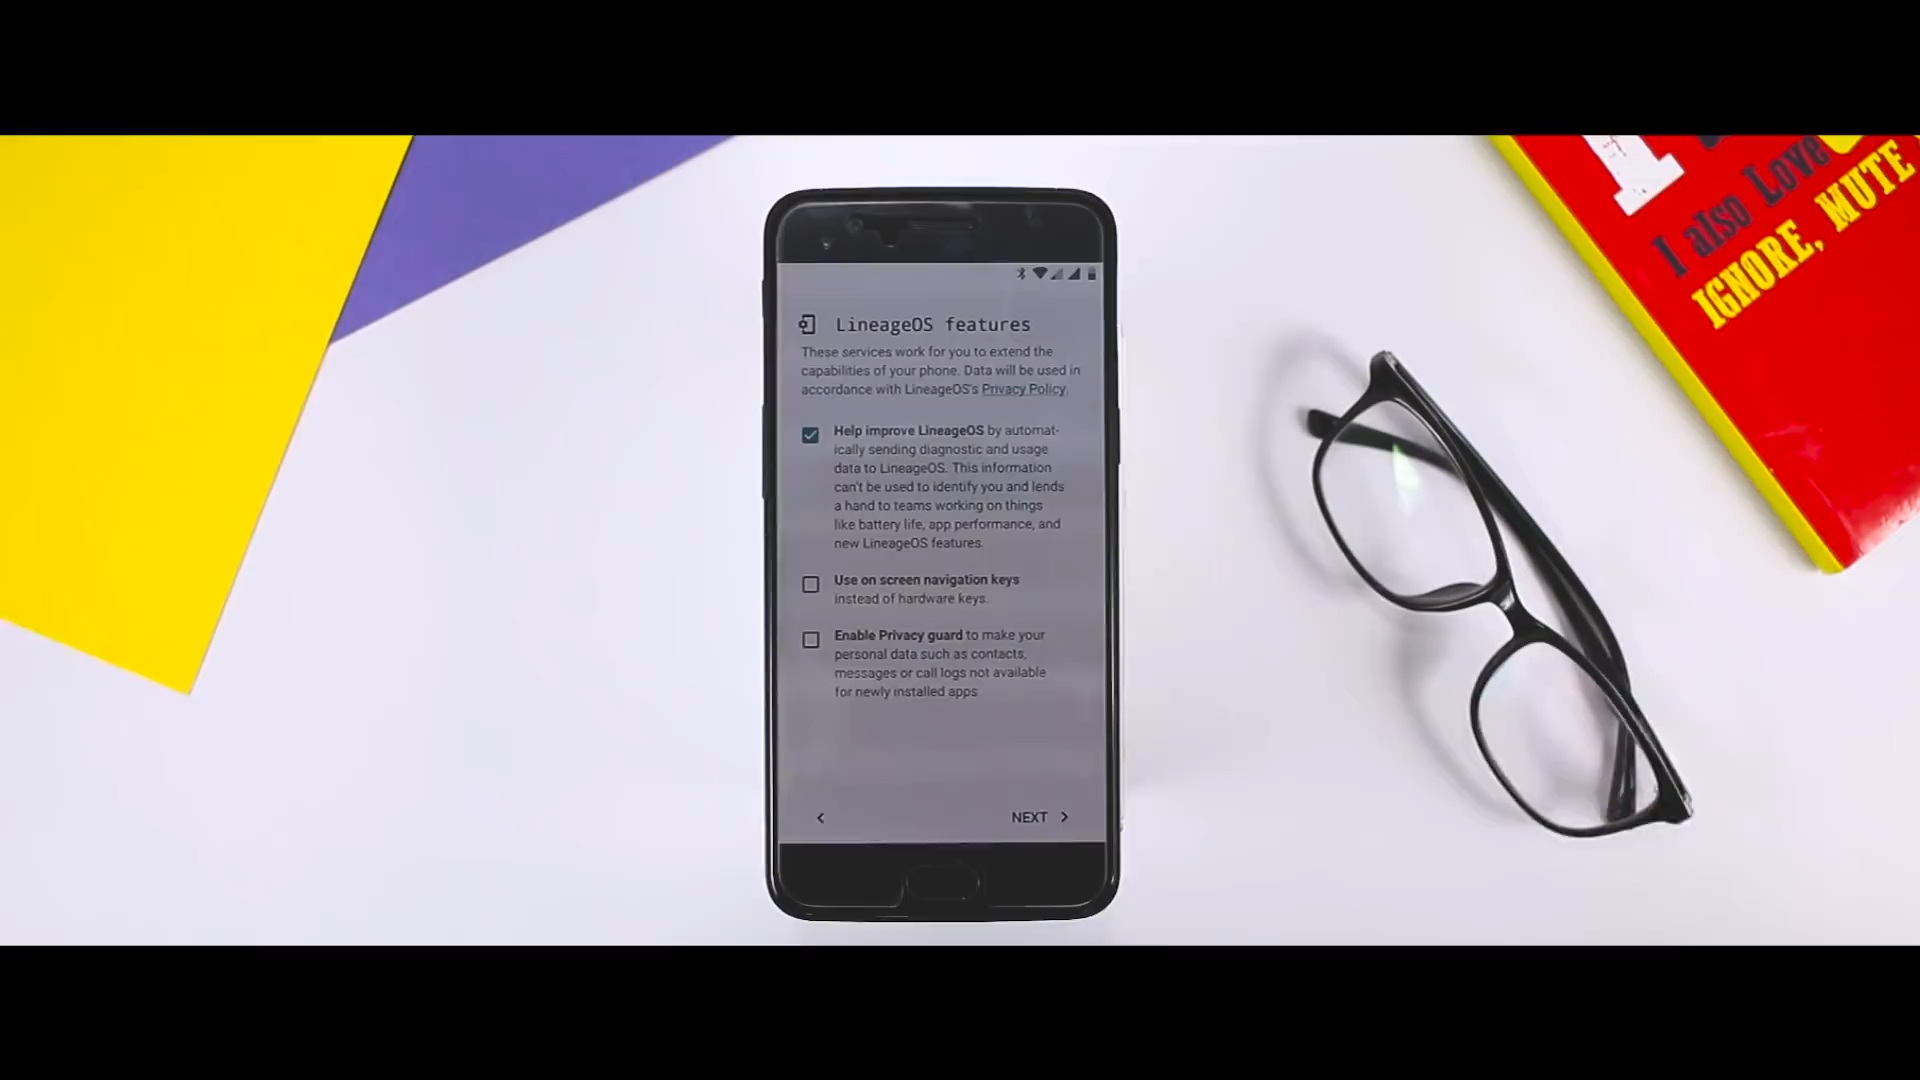 LineageOS features
These services work for you to extend the
capabilities of your phone. Data will be used in
accordance with LineageOS's Privacy Policy.
Help improve LineageOS by automat-
ically sending diagnostic and usage
data to LineageOS. This information
can't be used to identify you and lends
a hand to teams working on things
like battery life, app performance, and
new LineageOS features.
Use on screen navigation keys
instead of hardware keys.
Enable Privacy guard to make your
personal data such as contacts,
messages or call logs not available
for newly installed apps
NEXT
I also Love
IGNORE, MUTE